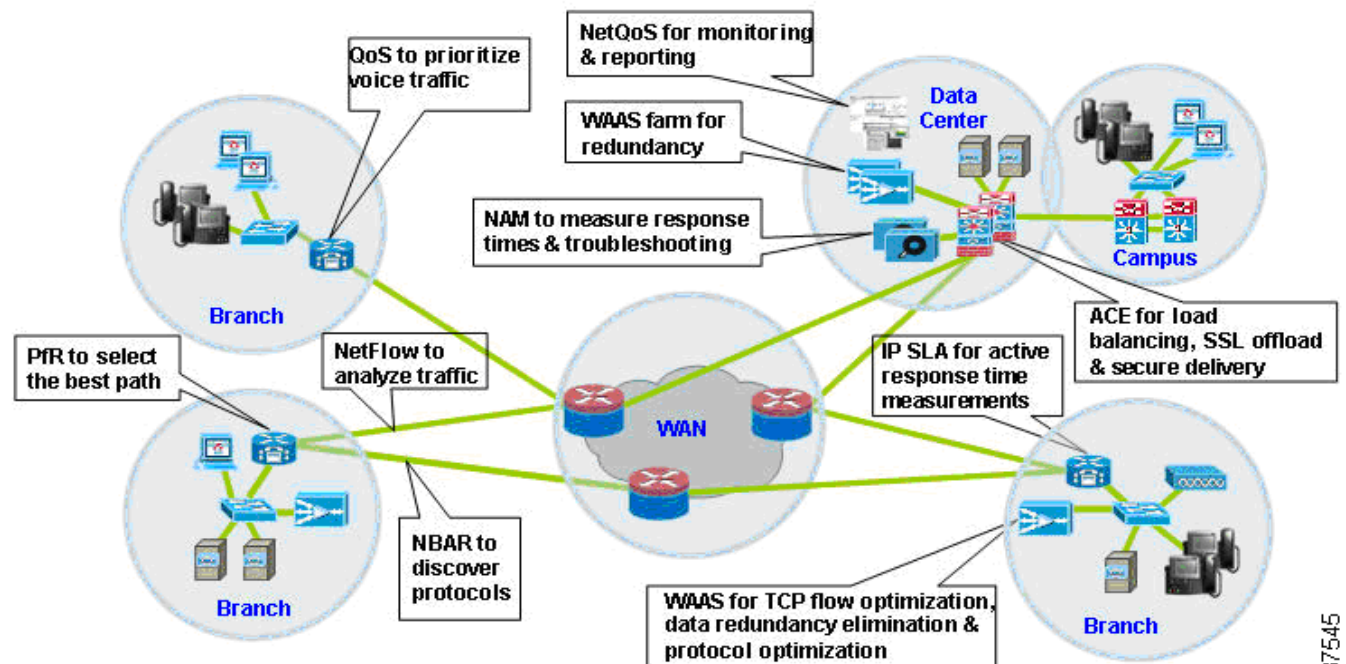 NetQoS for monitoring
& reporting
QoS to prioritize
voice traffic
Data
Center
WAAS farm for
redundancy
NAM to measure response
times & troubleshooting
Campus
Branch
ACE for load
balancing, SSL offload
& secure delivery
PfR to select
the best path
NetFlow to
analyze traffic
IP SLA for active
response time
measurements
WAN
NBAR to
discover
protocols
Branch
WAAS for TCP flow optimization,
data redundancy elimination &
protocol optimization
Branch